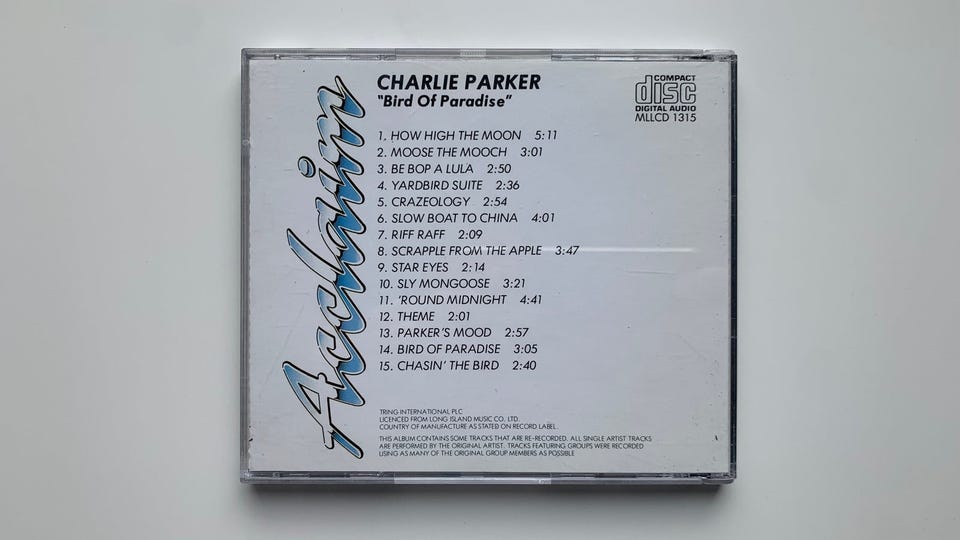 Acclaim
CHARLIE PARKER
"Bird Of Paradise"
COMPACT
disc
DIGITAL AUDIO
MLLCD 1315
1. HOW HIGH THE MOON 5:11
2. MOOSE THE MOOCH 3:01
3. BE BOP A LULA 2:50
4. YARDBIRD SUITE 2:36
5. CRAZEOLOGY 2:54
6. SLOW BOAT TO CHINA 4:01
7. RIFF RAFF 2:09
8. SCRAPPLE FROM THE APPLE 3:47
9. STAR EYES 2:14
10. SLY MONGOOSE 3:21
11. 'ROUND MIDNIGHT 4:41
12. THEME 2:01
13. PARKER'S MOOD 2:57
14. BIRD OF PARADISE 3:05
15. CHASIN' THE BIRD 2:40
TRING INTERNATIONAL PLC
LICENCED FROM LONG ISLAND MUSIC CO. LTD.
COUNTRY OF MANUFACTURE AS STATED ON RECORD LABEL.
THIS ALBUM CONTAINS SOME TRACKS THAT ARE RE-RECORDED. ALL SINGLE ARTIST TRACKS
ARE PERFORMED BY THE ORIGINAL ARTIST. TRACKS FEATURING GROUPS WERE RECORDED
USING AS MANY OF THE ORIGINAL GROUP MEMBERS AS POSSIBLE